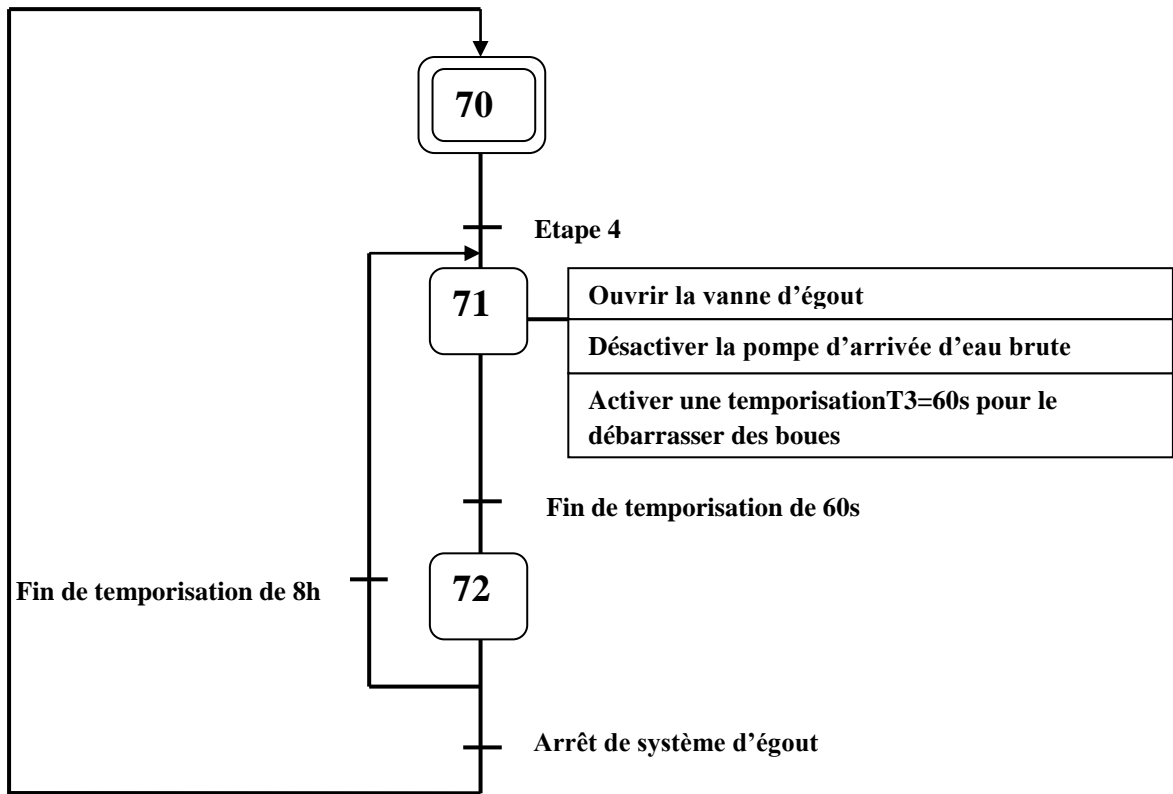 70
Etape 4
71
Ouvrir la vanne d’égout
Désactiver la pompe d’arrivée d’eau brute
Activer une temporisationT3=60s pour le
débarrasser des boues
Fin de temporisation de 60s
Fin de temporisation de 8h
72
Arrêt de système d’égout